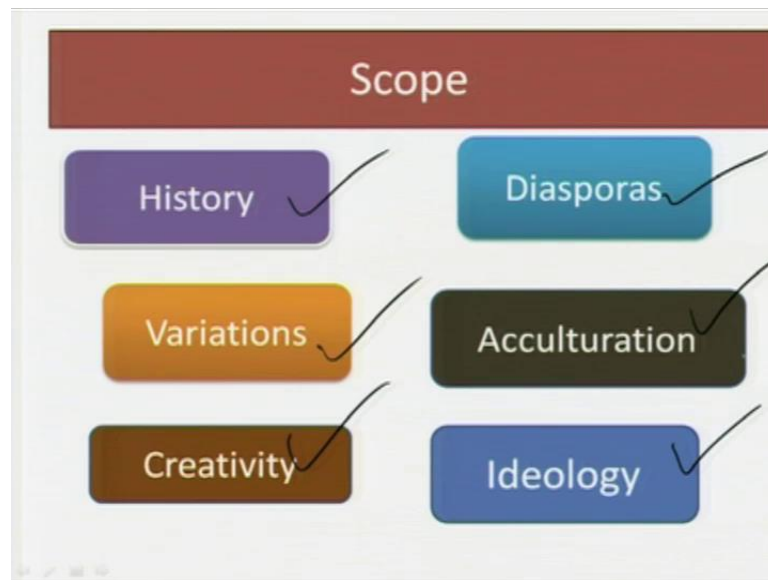 Scope
History
Diasporas
Variations
Acculturation
Creativity
Ideology